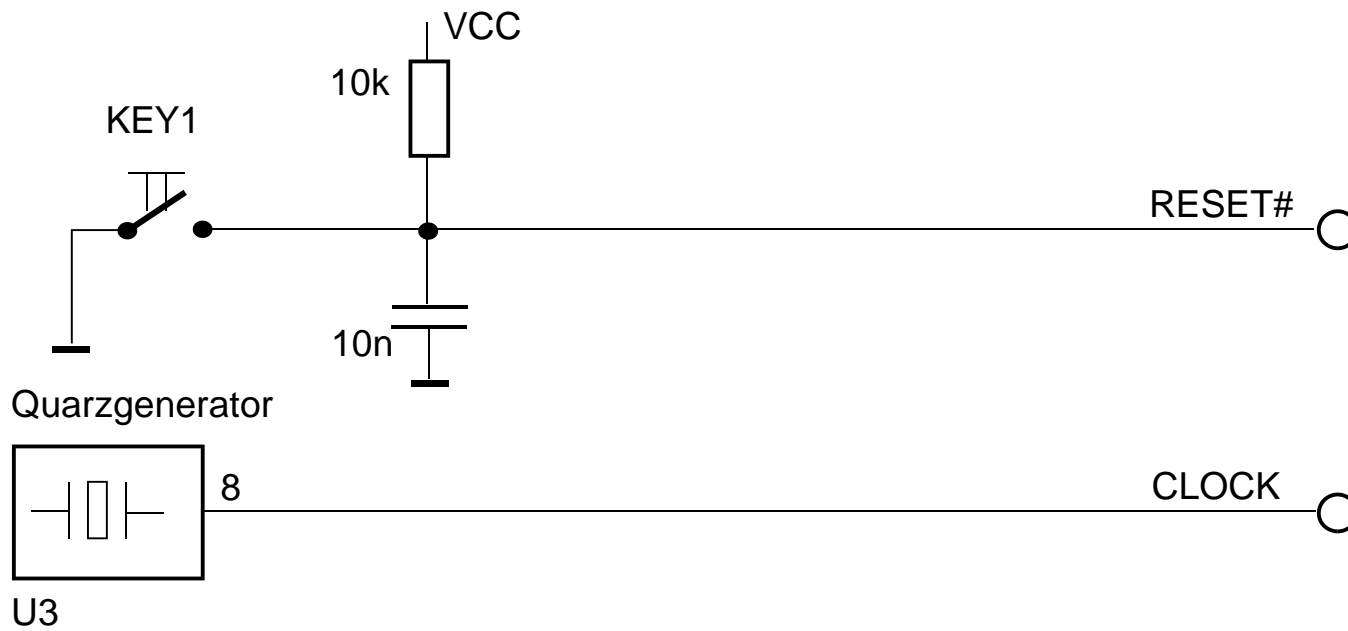 VCC
10k
KEY1
RESET#
10n
Quarzgenerator
8
CLOCK
U3